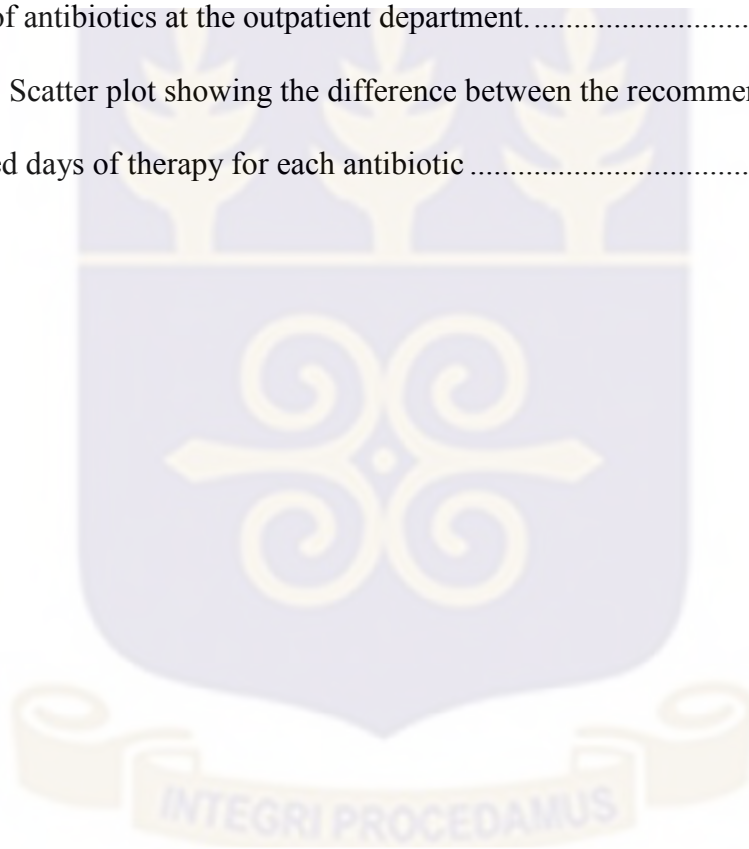 of antibiotics at the outpatient department.........................
Scatter plot showing the difference between the recommen
ed days of therapy for each antibiotic ..................................
INTEGRI PROCEDAMUS